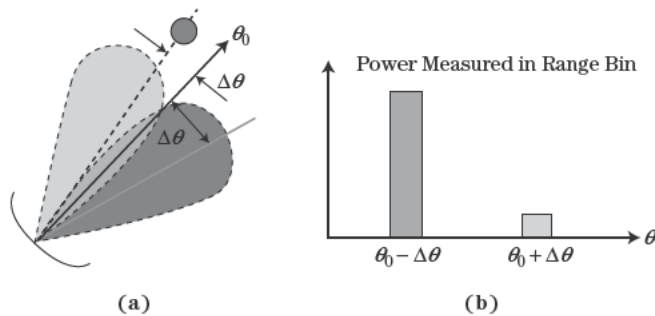 θ₀
Δθ
Δθ
(a)
Power Measured in Range Bin
θ₀ – Δθ
θ₀ + Δθ
θ
(b)